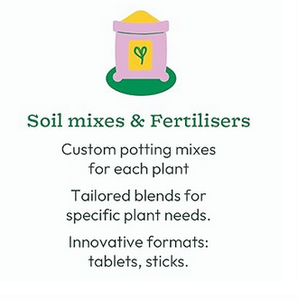 Soil mixes & Fertilisers
Custom potting mixes
for each plant
Tailored blends for
specific plant needs.
Innovative formats:
tablets, sticks.